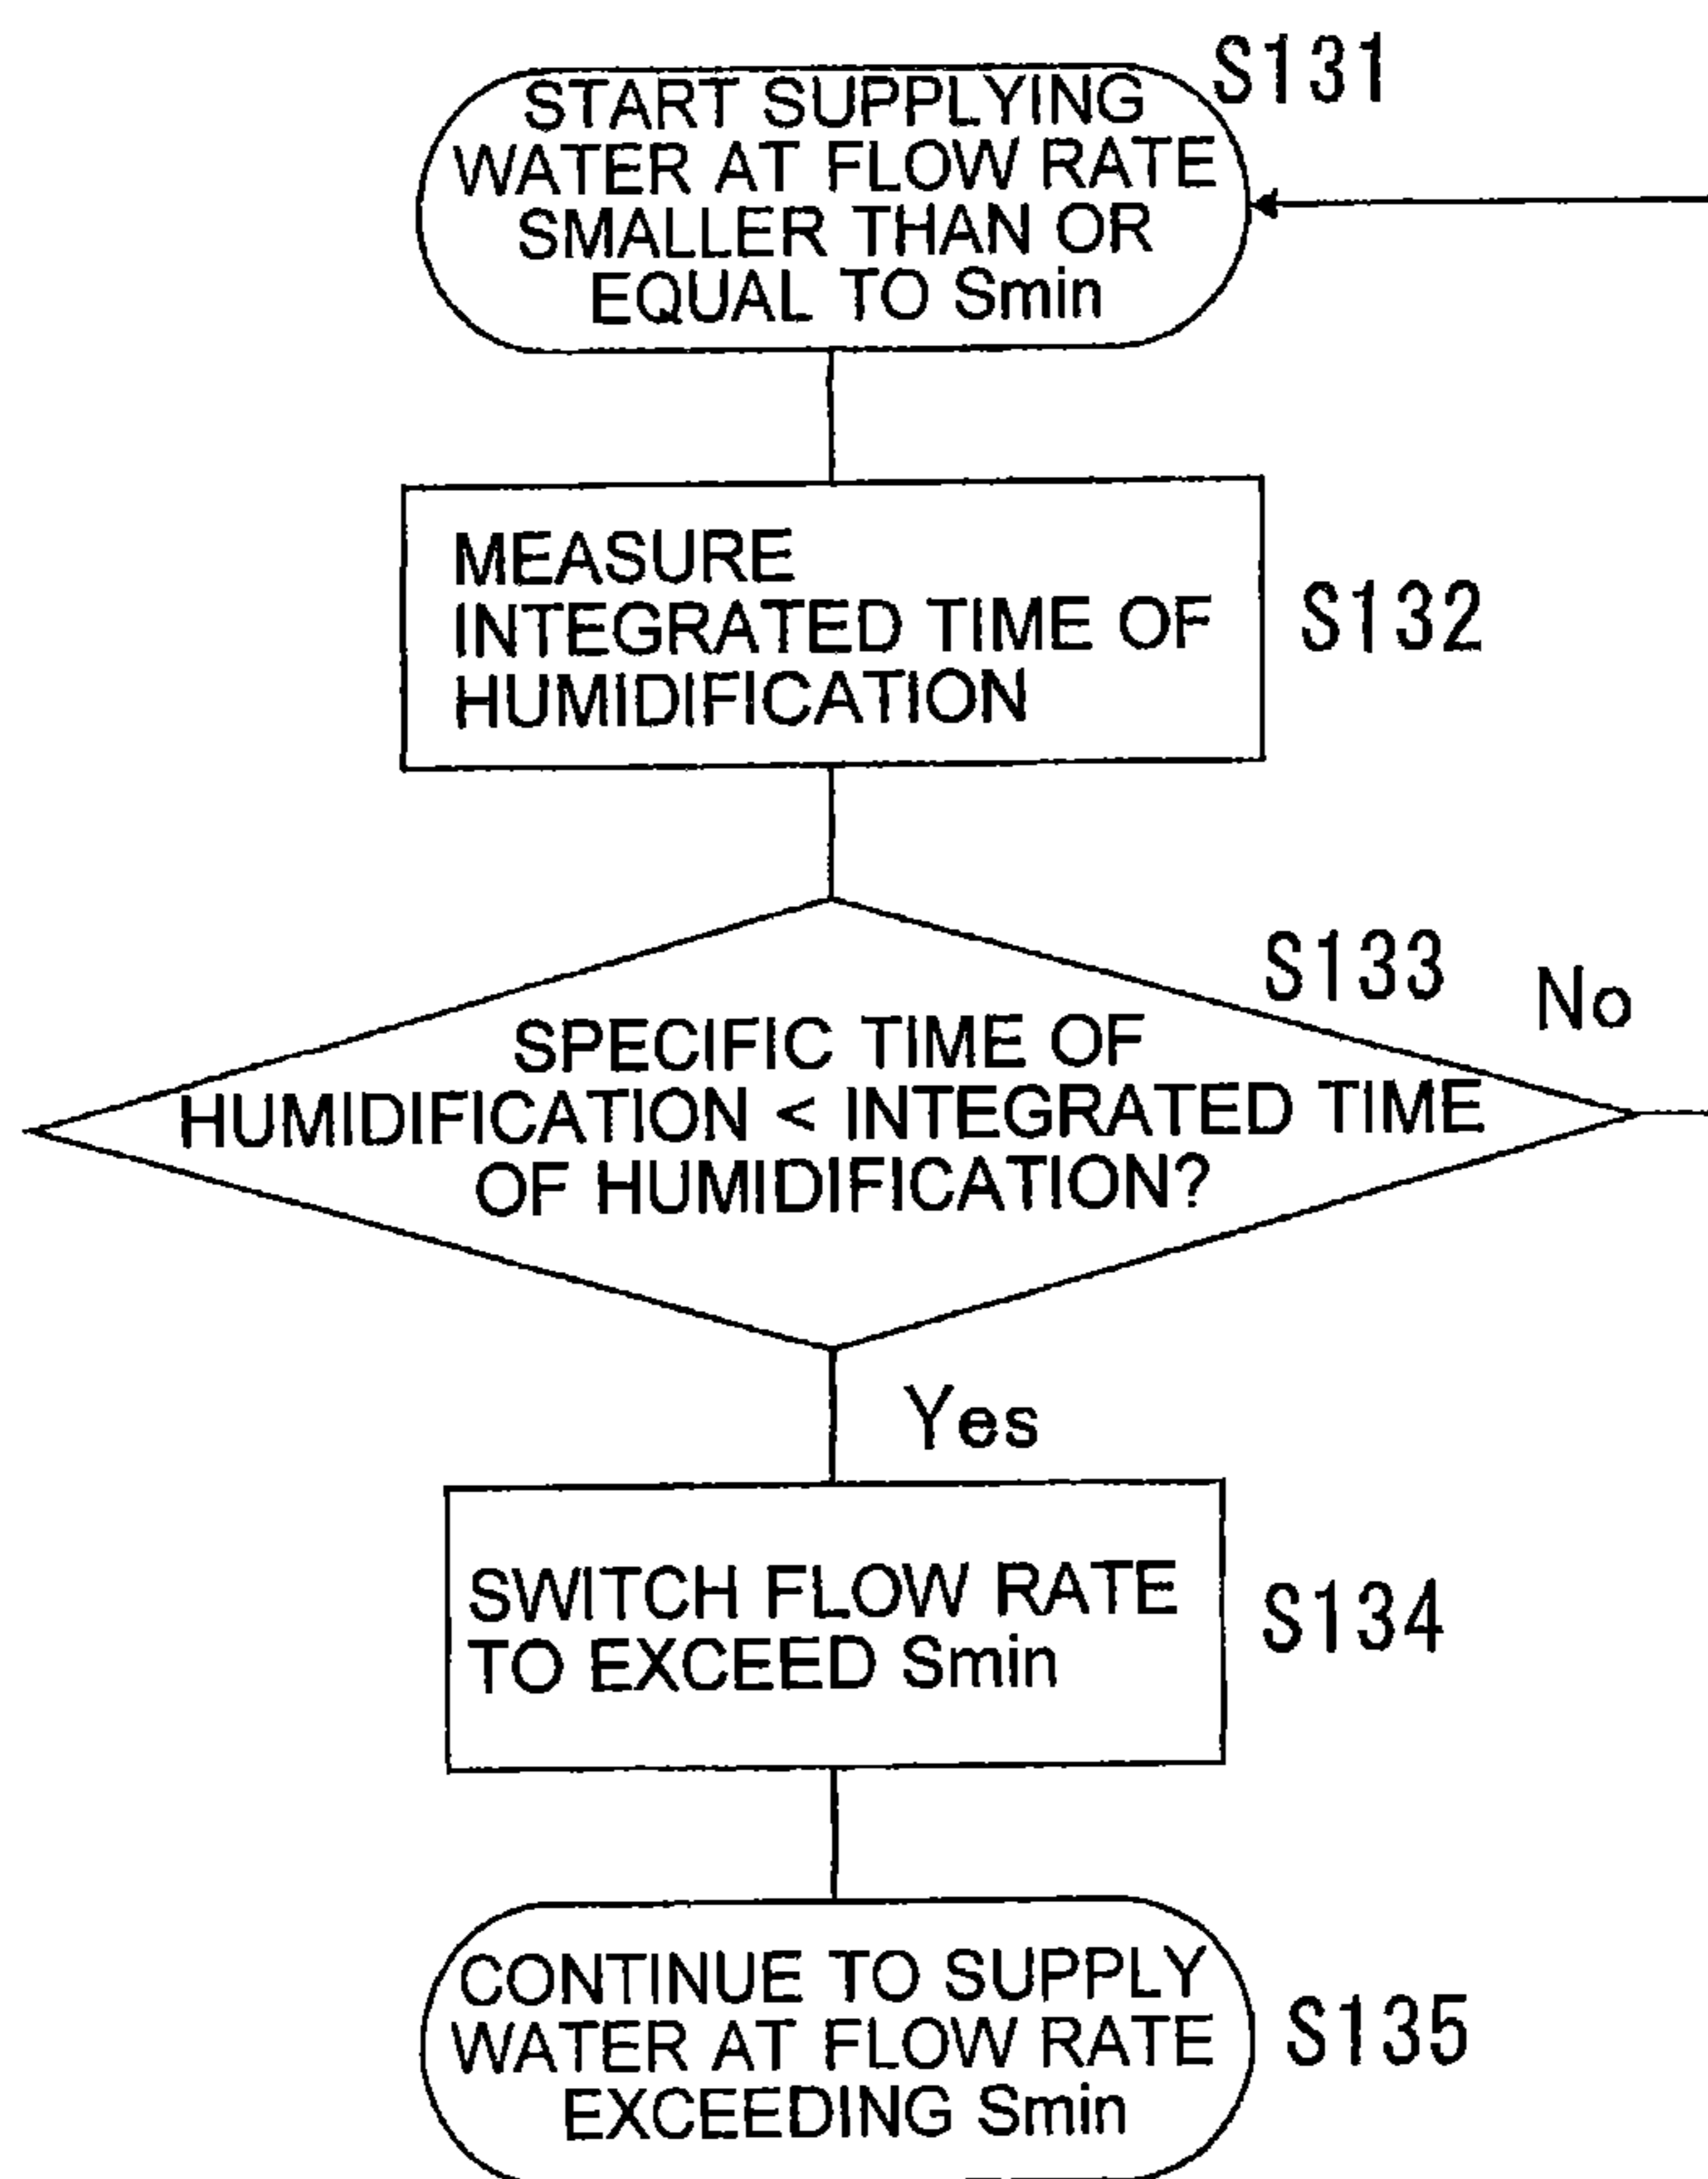 S131
START SUPPLYING
WATER AT FLOW RATE
SMALLER THAN OR
EQUAL TO Smin
MEASURE
INTEGRATED TIME OF
HUMIDIFICATION
S132
S133
No
SPECIFIC TIME OF
HUMIDIFICATION < INTEGRATED TIME
OF HUMIDIFICATION?
Yes
SWITCH FLOW RATE
TO EXCEED Smin
S134
CONTINUE TO SUPPLY
WATER AT FLOW RATE
EXCEEDING Smin
S135